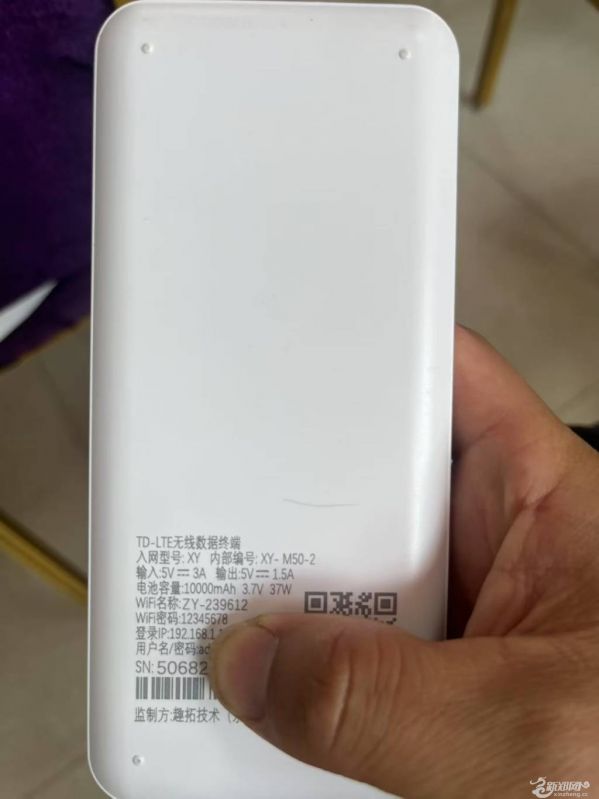 TD-LTE无线数据终端
入网型号: XY 内部编号: XY- M50-2
输入:5V⎓3A 输出:5V⎓1.5A
电池容量:10000mAh 3.7V 37W
WiFi名称:ZY-239612
WiFi密码:12345678
登录IP:192.168.1.
用户名/密码:ad
SN: 50682
监制方:趣拓技术
新郑网
xinzheng.cc